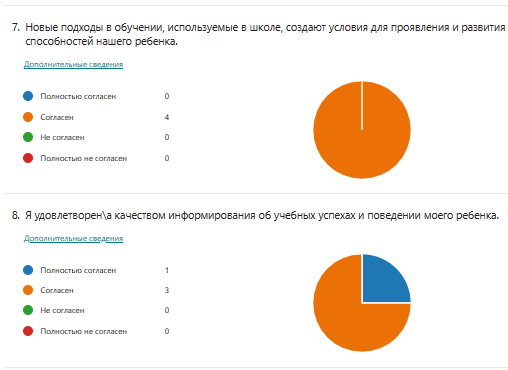 7. Новые подходы в обучении, используемые в школе, создают условия для проявления и развития
способностей нашего ребенка.
Дополнительные сведения
Полностью согласен 0
Согласен 4
Не согласен 0
Полностью не согласен 0
8. Я удовлетворен\а качеством информирования об учебных успехах и поведении моего ребенка.
Дополнительные сведения
Полностью согласен 1
Согласен 3
Не согласен 0
Полностью не согласен 0